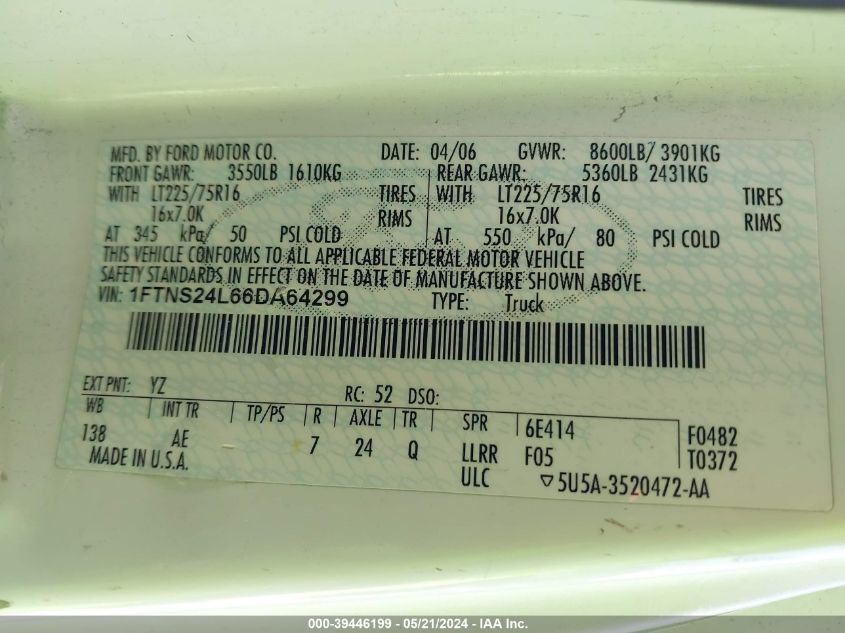 MFD. BY FORD MOTOR CO. DATE: 04/06 GVWR: 8600LB/ 3901KG
FRONT GAWR: 3550LB 1610KG REAR GAWR: 5360LB 2431KG
WITH LT225/75R16 TIRES WITH LT225/75R16 TIRES
16x7.0K RIMS 16x7.0K RIMS
AT 345 kPa/ 50 PSI COLD AT 550 kPa/ 80 PSI COLD
THIS VEHICLE CONFORMS TO ALL APPLICABLE FEDERAL MOTOR VEHICLE
SAFETY STANDARDS IN EFFECT ON THE DATE OF MANUFACTURE SHOWN ABOVE.
VIN: 1FTNS24L66DA64299 TYPE: Truck
EXT PNT: YZ RC: 52 DSO:
WB INT TR TP/PS R AXLE TR SPR 6E414 F0482
138 AE 7 24 Q LLRR F05 T0372
MADE IN U.S.A. ULC ▽5U5A-3520472-AA
000-39446199 - 05/21/2024 - IAA Inc.